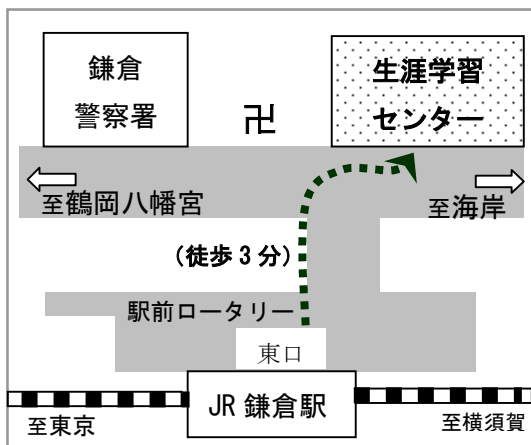 鎌倉
警察署
卍
生涯学習
センター
至鶴岡八幡宮
至海岸
（徒歩３分）
駅前ロータリー
東口
JR 鎌倉駅
至東京
至横須賀